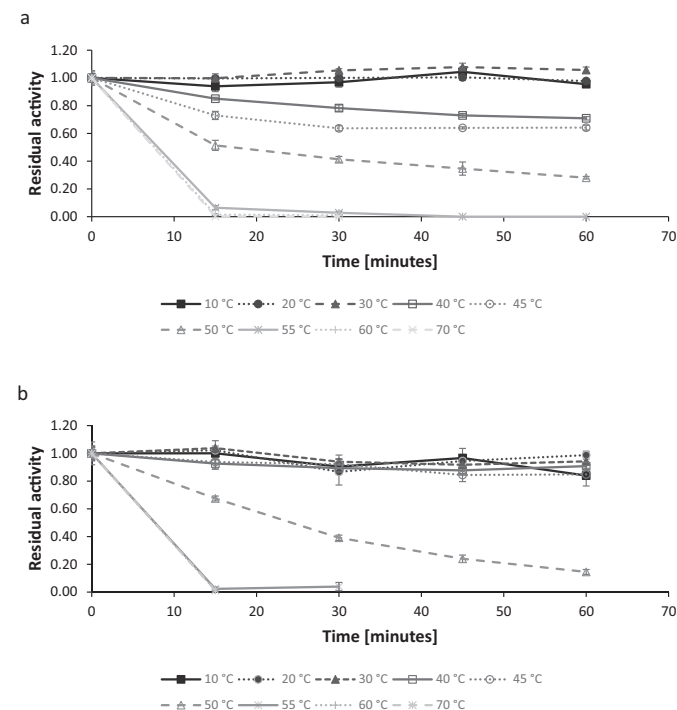 a
1.20
1.00
0.80
0.60
0.40
0.20
0.00
Residual activity
0 10 20 30 40 50 60 70
Time [minutes]
10 °C 20 °C 30 °C 40 °C 45 °C
50 °C 55 °C 60 °C 70 °C
b
1.20
1.00
0.80
0.60
0.40
0.20
0.00
Residual activity
0 10 20 30 40 50 60 70
Time [minutes]
10 °C 20 °C 30 °C 40 °C 45 °C
50 °C 55 °C 60 °C 70 °C